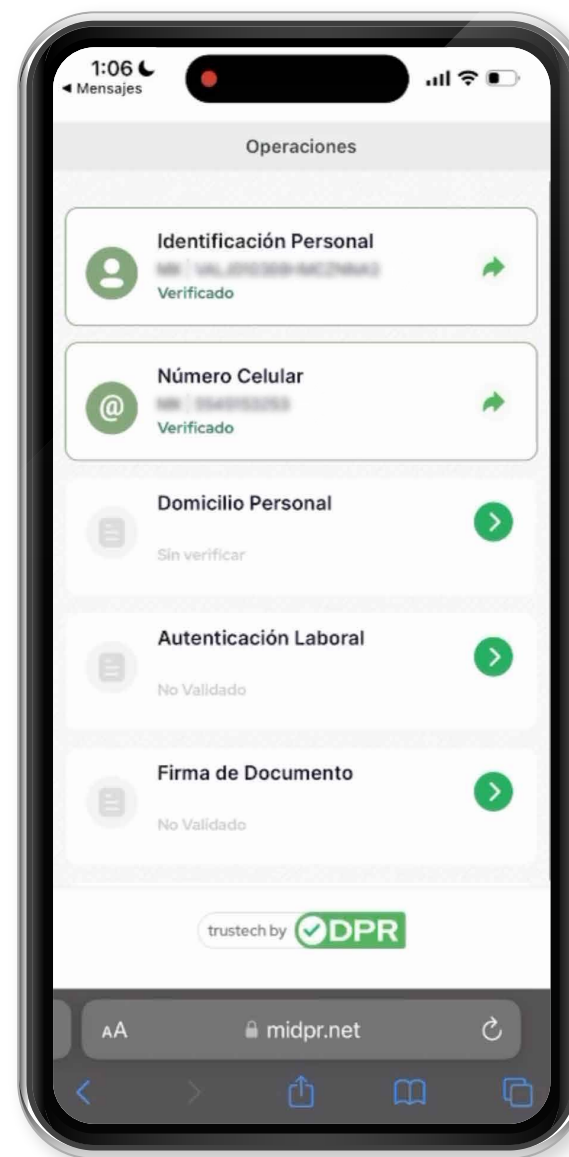 1:06
Mensajes
Operaciones
Identificación Personal
Verificado
Número Celular
Verificado
Domicilio Personal
Sin verificar
Autenticación Laboral
No Validado
Firma de Documento
No Validado
trustech by DPR
AA midpr.net